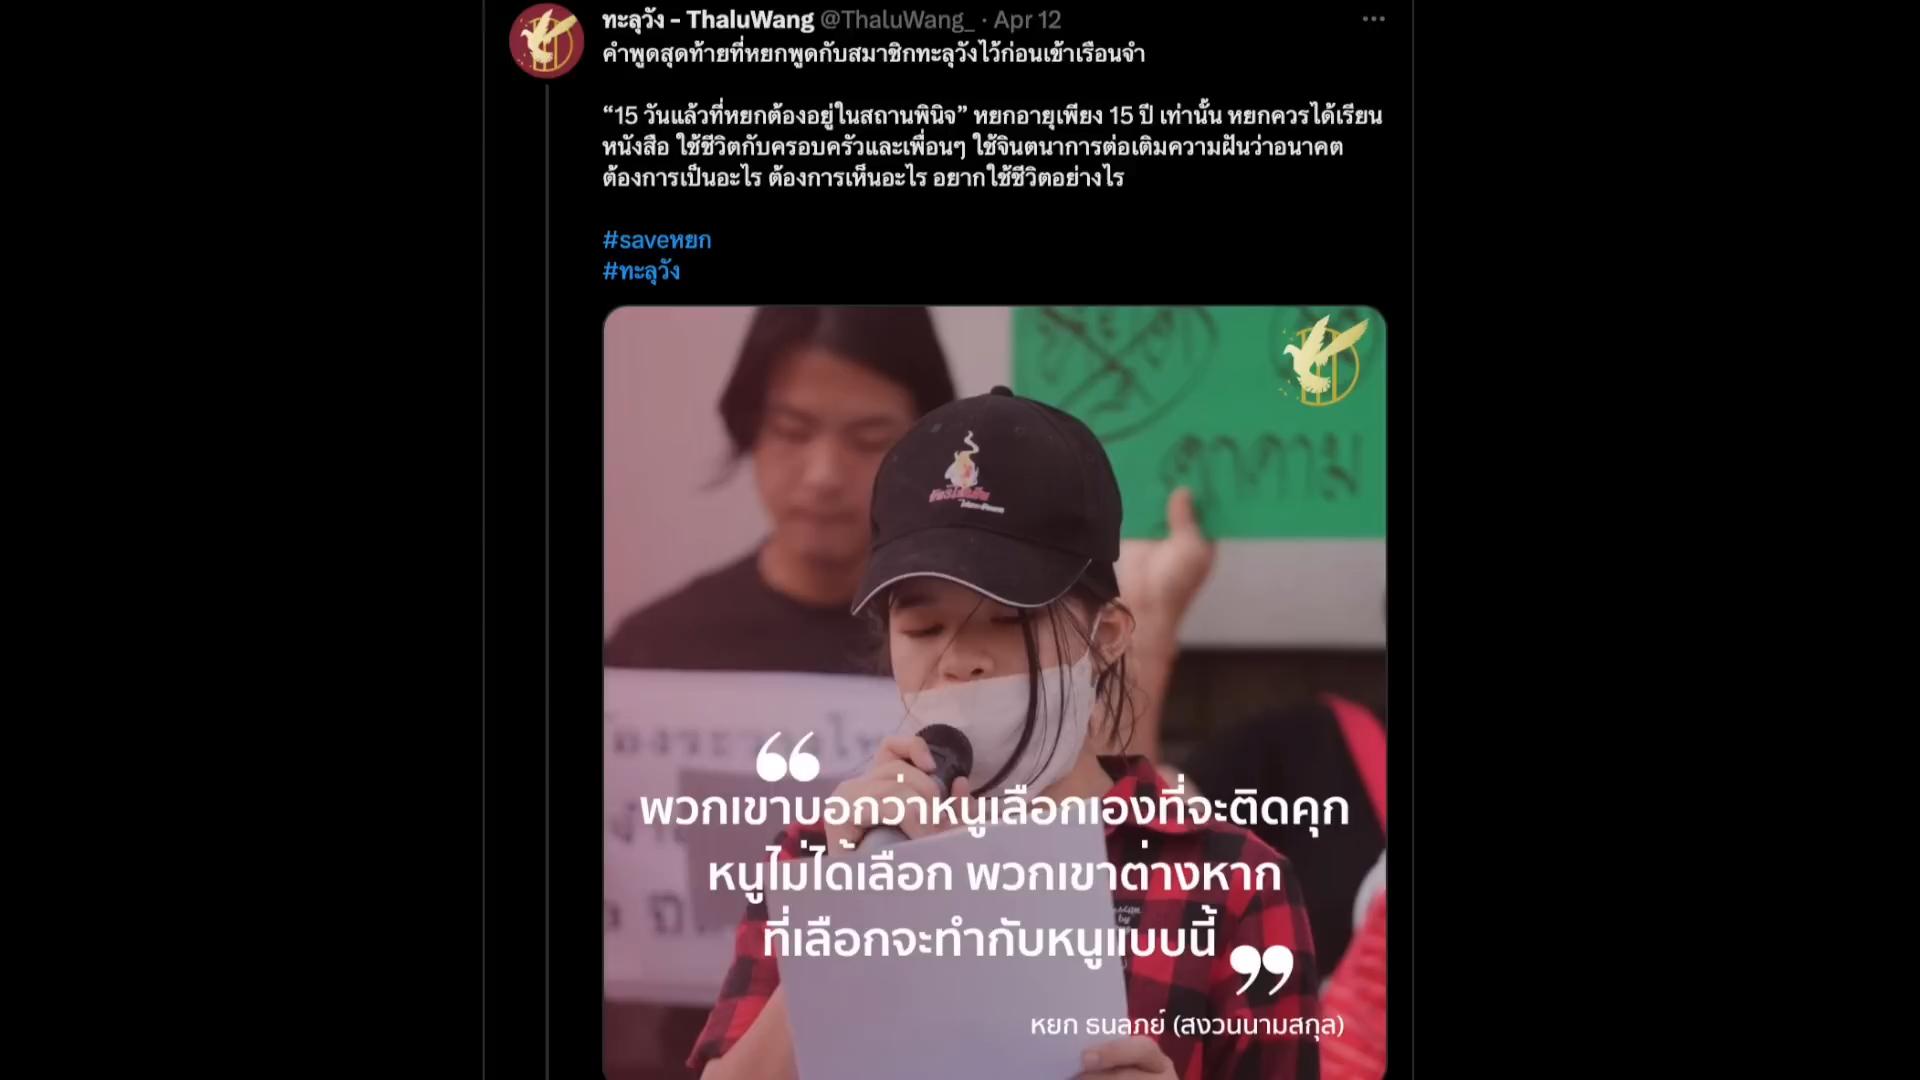 ทะลุวัง - ThaluWang @ThaluWang_ · Apr 12
คำพูดสุดท้ายที่หยกพูดกับสมาชิกทะลุวังไว้ก่อนเข้าเรือนจำ
“15 วันแล้วที่หยกต้องอยู่ในสถานพินิจ” หยกอายุเพียง 15 ปี เท่านั้น หยกควรได้เรียน
หนังสือ ใช้ชีวิตกับครอบครัวและเพื่อนๆ ใช้จินตนาการต่อเติมความฝันว่าอนาคต
ต้องการเป็นอะไร ต้องการเห็นอะไร อยากใช้ชีวิตอย่างไร
#saveหยก
#ทะลุวัง
คุกคาม
“
พวกเขาบอกว่าหนูเลือกเองที่จะติดคุก
หนูไม่ได้เลือก พวกเขาต่างหาก
ที่เลือกจะทำกับหนูแบบนี้
”
หยก ธนลภย์ (สงวนนามสกุล)